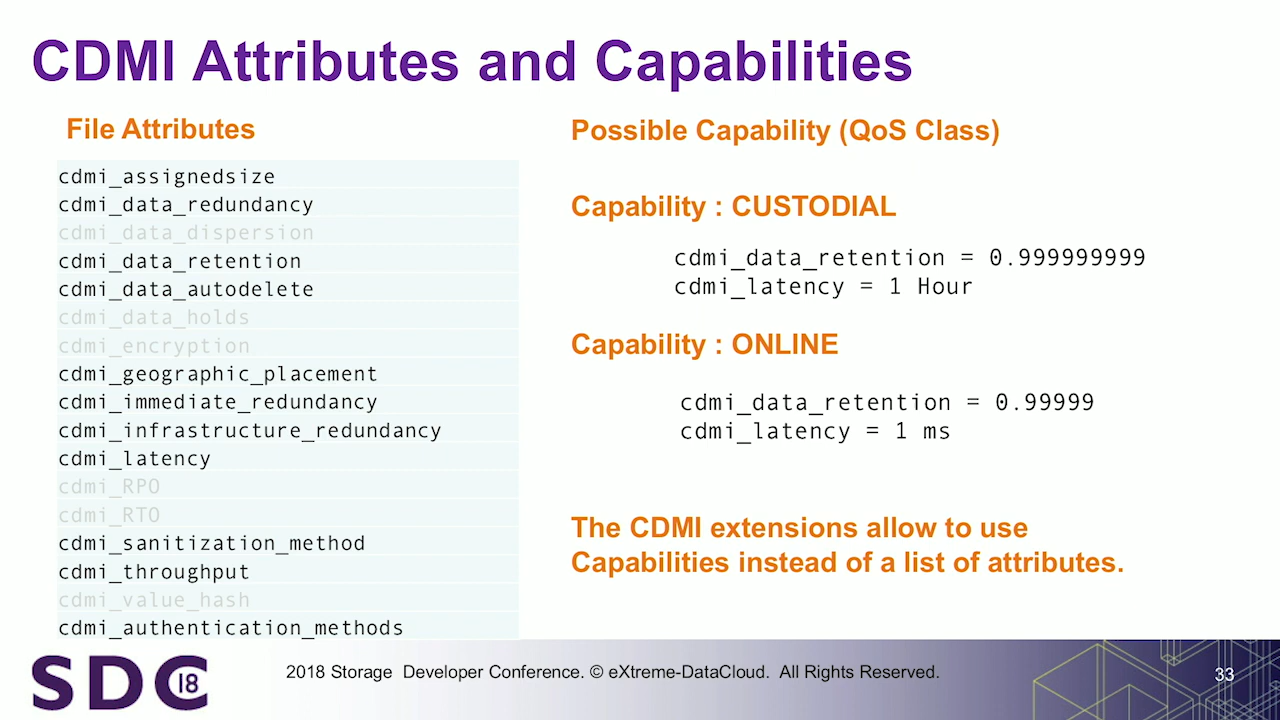 CDMI Attributes and Capabilities
File Attributes
cdmi_assignedsize
cdmi_data_redundancy
cdmi_data_dispersion
cdmi_data_retention
cdmi_data_autodelete
cdmi_data_holds
cdmi_encryption
cdmi_geographic_placement
cdmi_immediate_redundancy
cdmi_infrastructure_redundancy
cdmi_latency
cdmi_RPO
cdmi_RTO
cdmi_sanitization_method
cdmi_throughput
cdmi_value_hash
cdmi_authentication_methods
Possible Capability (QoS Class)
Capability : CUSTODIAL
cdmi_data_retention = 0.999999999
cdmi_latency = 1 Hour
Capability : ONLINE
cdmi_data_retention = 0.99999
cdmi_latency = 1 ms
The CDMI extensions allow to use
Capabilities instead of a list of attributes.
SDC 18
2018 Storage Developer Conference. © eXtreme-DataCloud. All Rights Reserved.
33